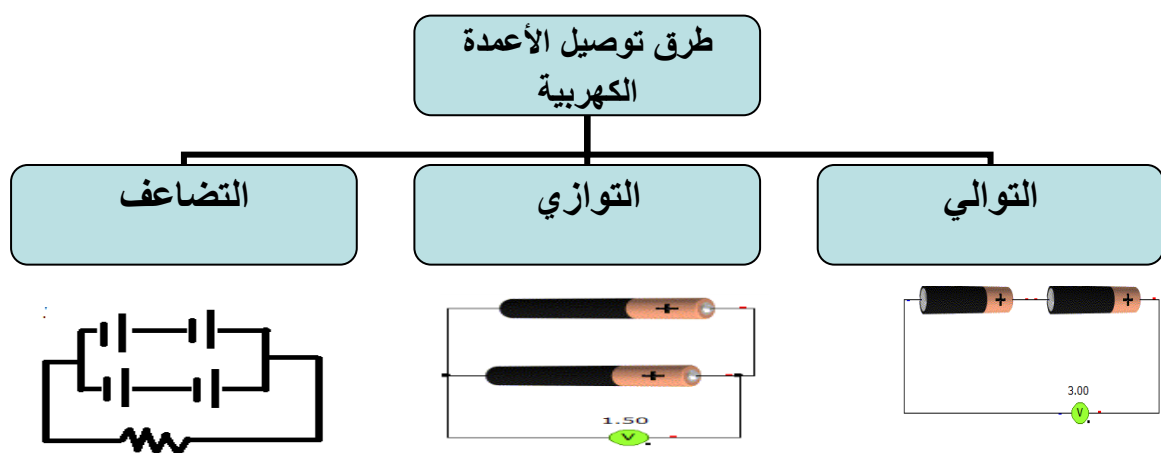 طرق توصيل الأعمدة
الكهربية
التوالي
التوازي
التضاعف
+
+
3.00
V
+
+
1.50
V